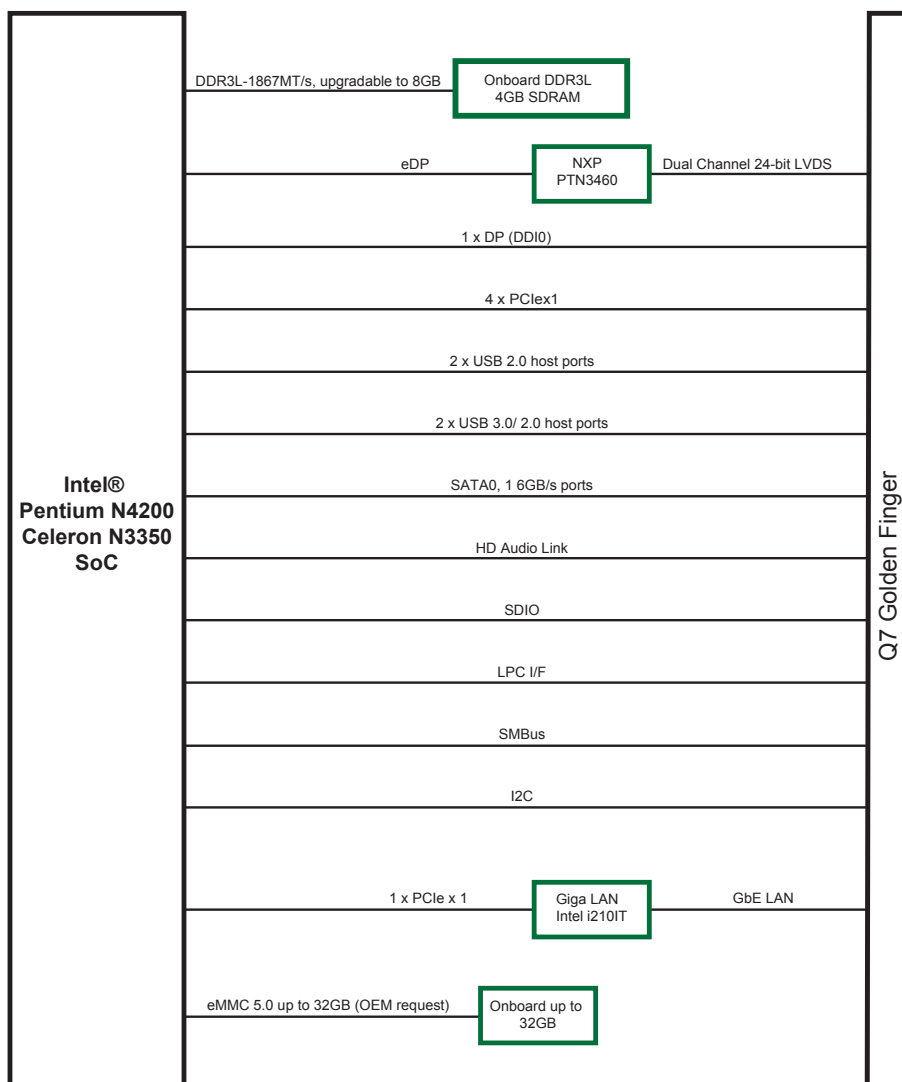 DDR3L-1867MT/s, upgradable to 8GB
Onboard DDR3L
4GB SDRAM
eDP
NXP
PTN3460
Dual Channel 24-bit LVDS
1 x DP (DDI0)
4 x PCIex1
2 x USB 2.0 host ports
2 x USB 3.0/ 2.0 host ports
Intel®
Pentium N4200
Celeron N3350
SoC
SATA0, 1 6GB/s ports
HD Audio Link
SDIO
LPC I/F
SMBus
I2C
Q7 Golden Finger
1 x PCIe x 1
Giga LAN
Intel i210IT
GbE LAN
eMMC 5.0 up to 32GB (OEM request)
Onboard up to
32GB